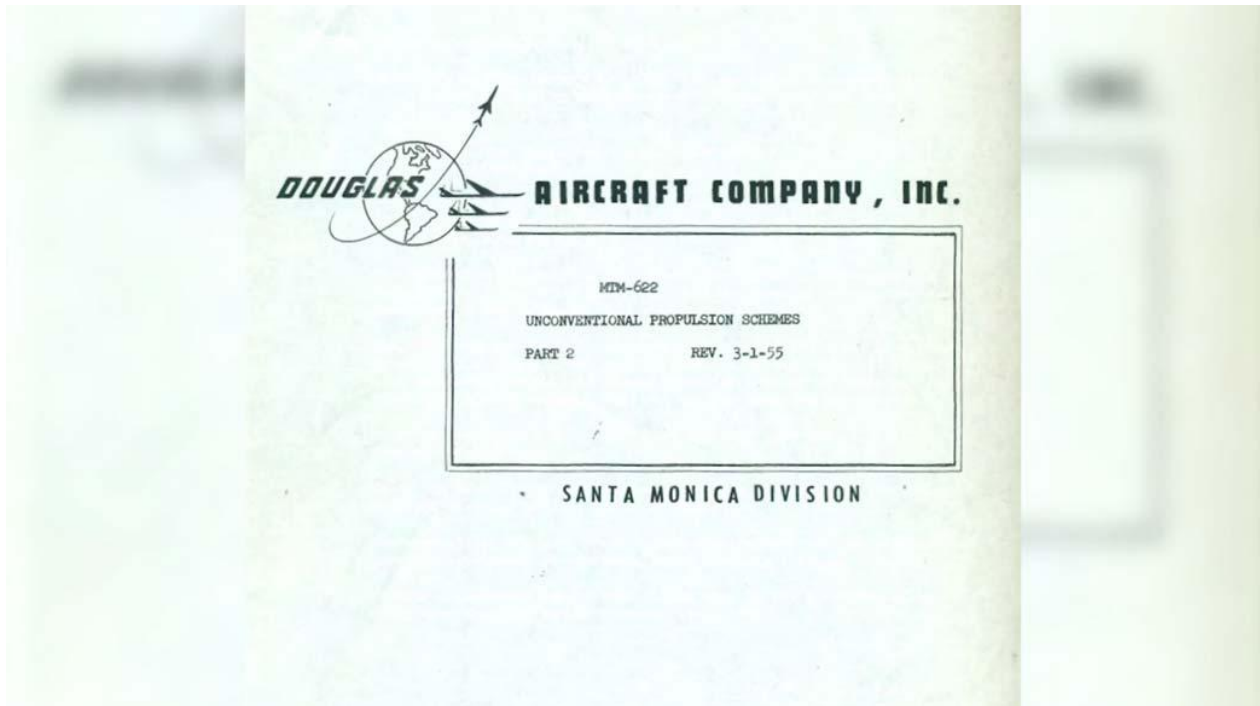 DOUGLAS AIRCRAFT COMPANY, INC.
MTM-622
UNCONVENTIONAL PROPULSION SCHEMES
PART 2 REV. 3-1-55
SANTA MONICA DIVISION